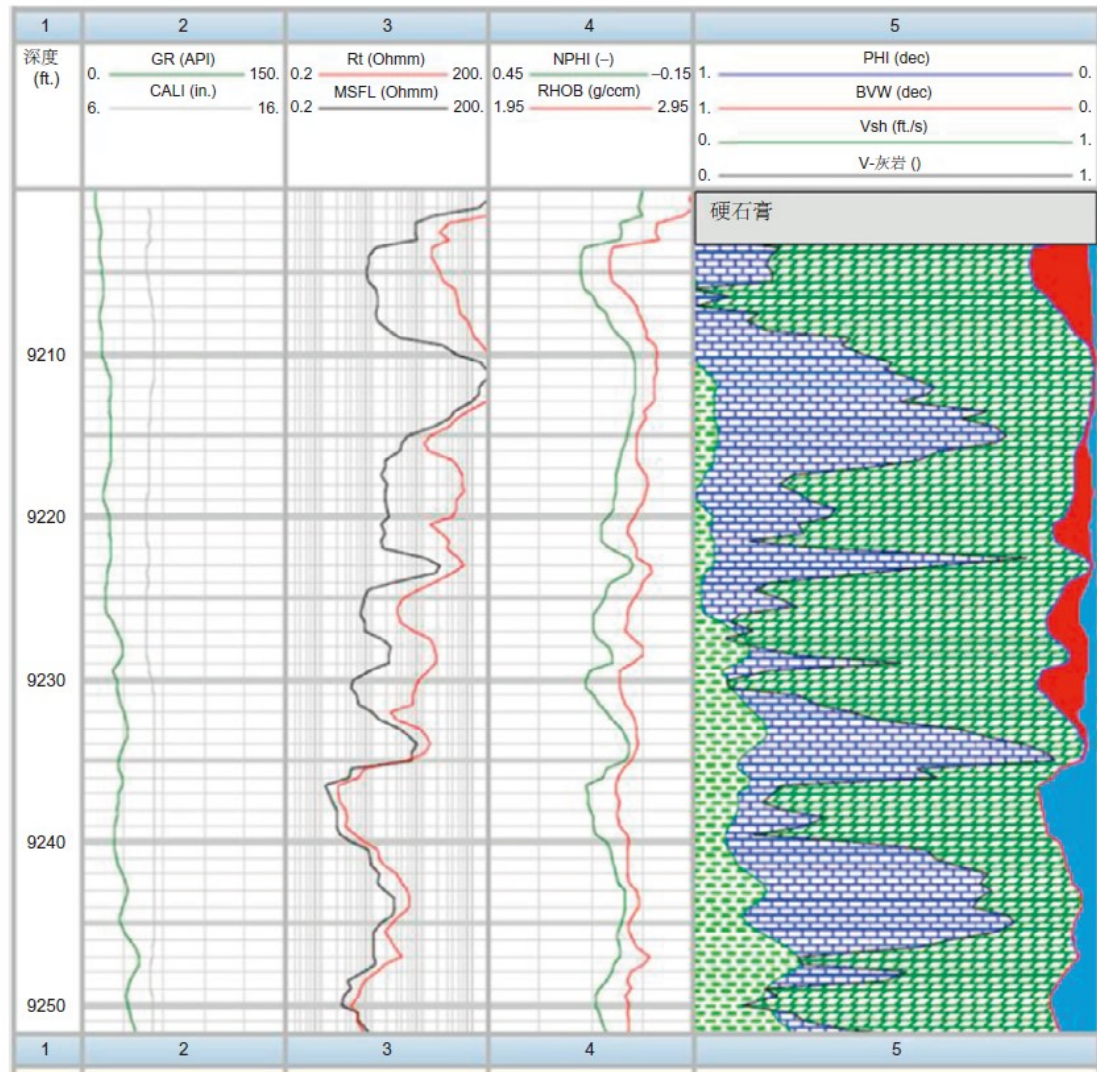 1 2 3 4 5
深度
(ft.)
GR (API)
0. 150.
CALI (in.)
6. 16.
Rt (Ohmm)
0.2 200.
MSFL (Ohmm)
0.2 200.
NPHI (–)
0.45 –0.15
RHOB (g/ccm)
1.95 2.95
PHI (dec)
1. 0.
BVW (dec)
1. 0.
Vsh (ft./s)
0. 1.
V-灰岩 ()
0. 1.
硬石膏
9210
9220
9230
9240
9250
1 2 3 4 5